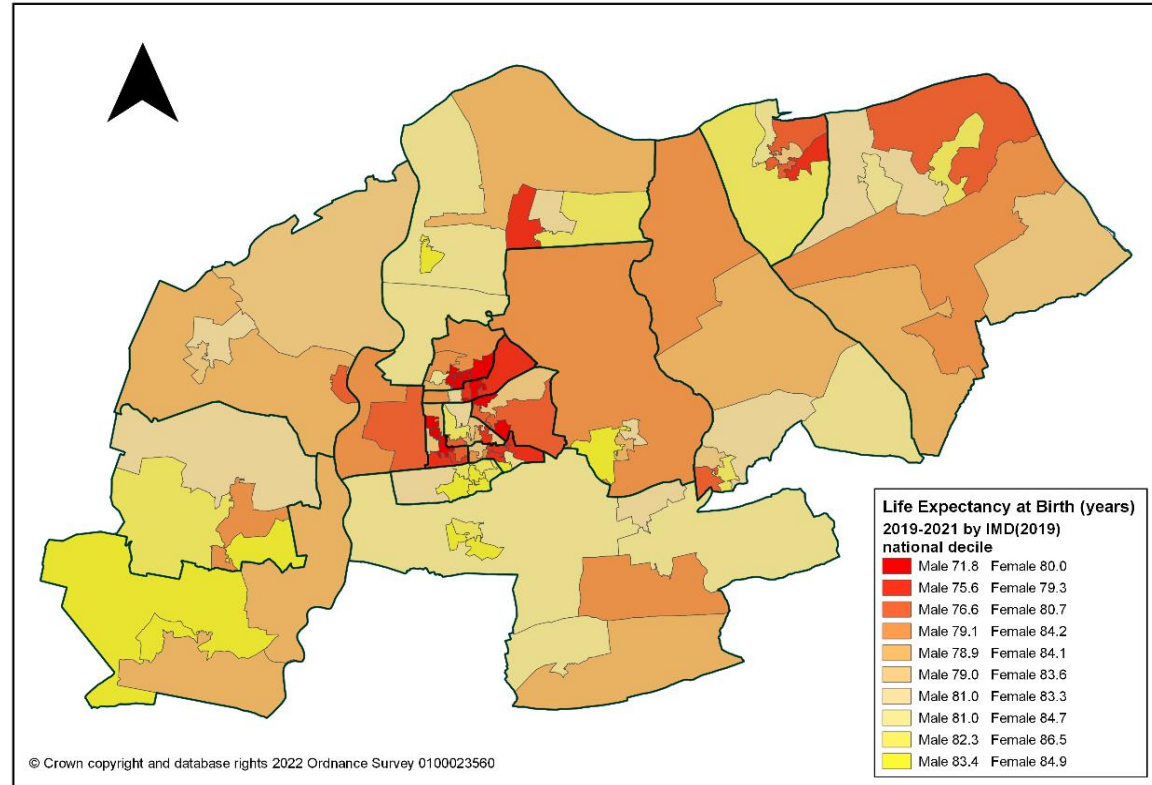 Life Expectancy at Birth (years)
2019-2021 by IMD(2019)
national decile
Male 71.8 Female 80.0
Male 75.6 Female 79.3
Male 76.6 Female 80.7
Male 79.1 Female 84.2
Male 78.9 Female 84.1
Male 79.0 Female 83.6
Male 81.0 Female 83.3
Male 81.0 Female 84.7
Male 82.3 Female 86.5
Male 83.4 Female 84.9
© Crown copyright and database rights 2022 Ordnance Survey 0100023560